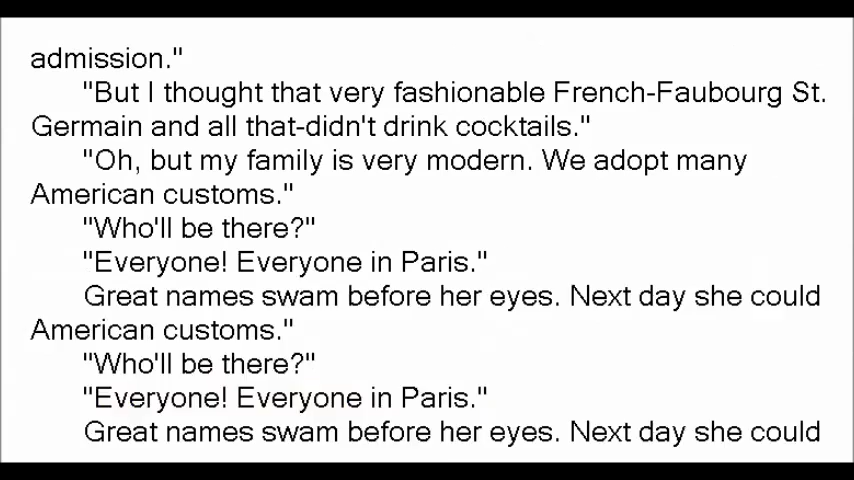 admission."
"But I thought that very fashionable French-Faubourg St.
Germain and all that-didn't drink cocktails."
"Oh, but my family is very modern. We adopt many
American customs."
"Who'll be there?"
"Everyone! Everyone in Paris."
Great names swam before her eyes. Next day she could
American customs."
"Who'll be there?"
"Everyone! Everyone in Paris."
Great names swam before her eyes. Next day she could